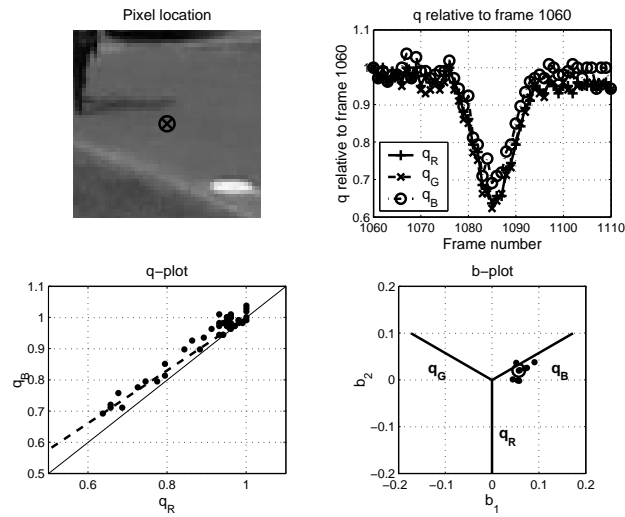 Pixel location
q relative to frame 1060
q relative to frame 1060
1.1
1.0
0.9
0.8
0.7
0.6
q_R
q_G
q_B
1060 1070 1080 1090 1100 1110
Frame number
q−plot
q_B
1.1
1
0.9
0.8
0.7
0.6
0.5
0.6 0.8 1
q_R
b−plot
b_2
0.2
0.1
0
−0.1
−0.2
q_G
q_B
q_R
−0.2 −0.1 0 0.1 0.2
b_1